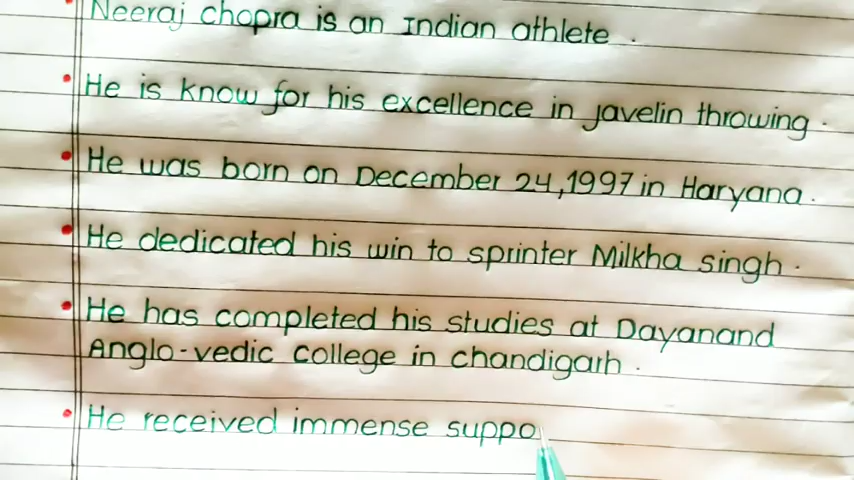 Neeraj chopra is an Indian athlete .
He is know for his excellence in javelin throwing .
He was born on December 24,1997 in Haryana .
He dedicated his win to sprinter Milkha singh .
He has completed his studies at Dayanand
Anglo-vedic college in chandigarh .
He received immense suppo